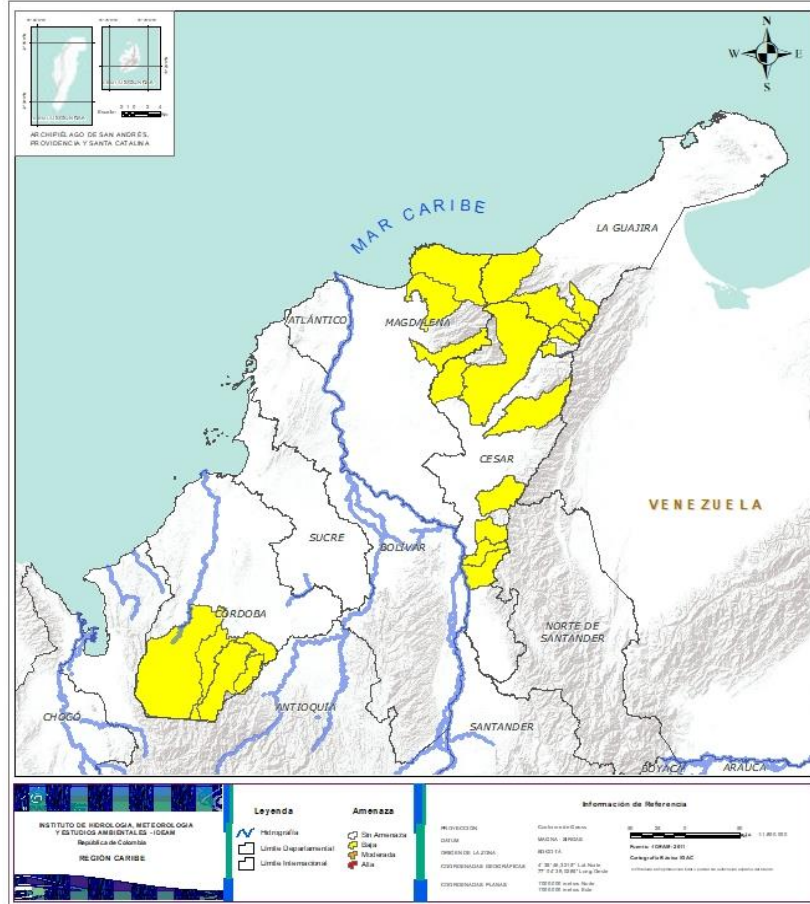 N
W E
S
ARCHIPIÉLAGO DE SAN ANDRÉS,
PROVIDENCIA Y SANTA CATALINA
MAR CARIBE
LA GUAJIRA
ATLÁNTICO
MAGDALENA
CESAR
VENEZUELA
SUCRE
BOLÍVAR
CÓRDOBA
NORTE DE
SANTANDER
ANTIOQUIA
CHOCÓ
SANTANDER
BOYACÁ
ARAUCA
INSTITUTO DE HIDROLOGIA, METEOROLOGIA
Y ESTUDIOS AMBIENTALES - IDEAM
República de Colombia
REGIÓN CARIBE
Leyenda
Hidrografía
Límite Departamental
Límite Internacional
Amenaza
Sin Amenaza
Baja
Moderada
Alta
Información de Referencia
PROYECCIÓN
DATUM
ORIGEN DE LA ZONA
COORDENADAS GEOGRÁFICAS
COORDENADAS PLANAS
Fuente: IDEAM-2011
Cartografía Básica IGAC